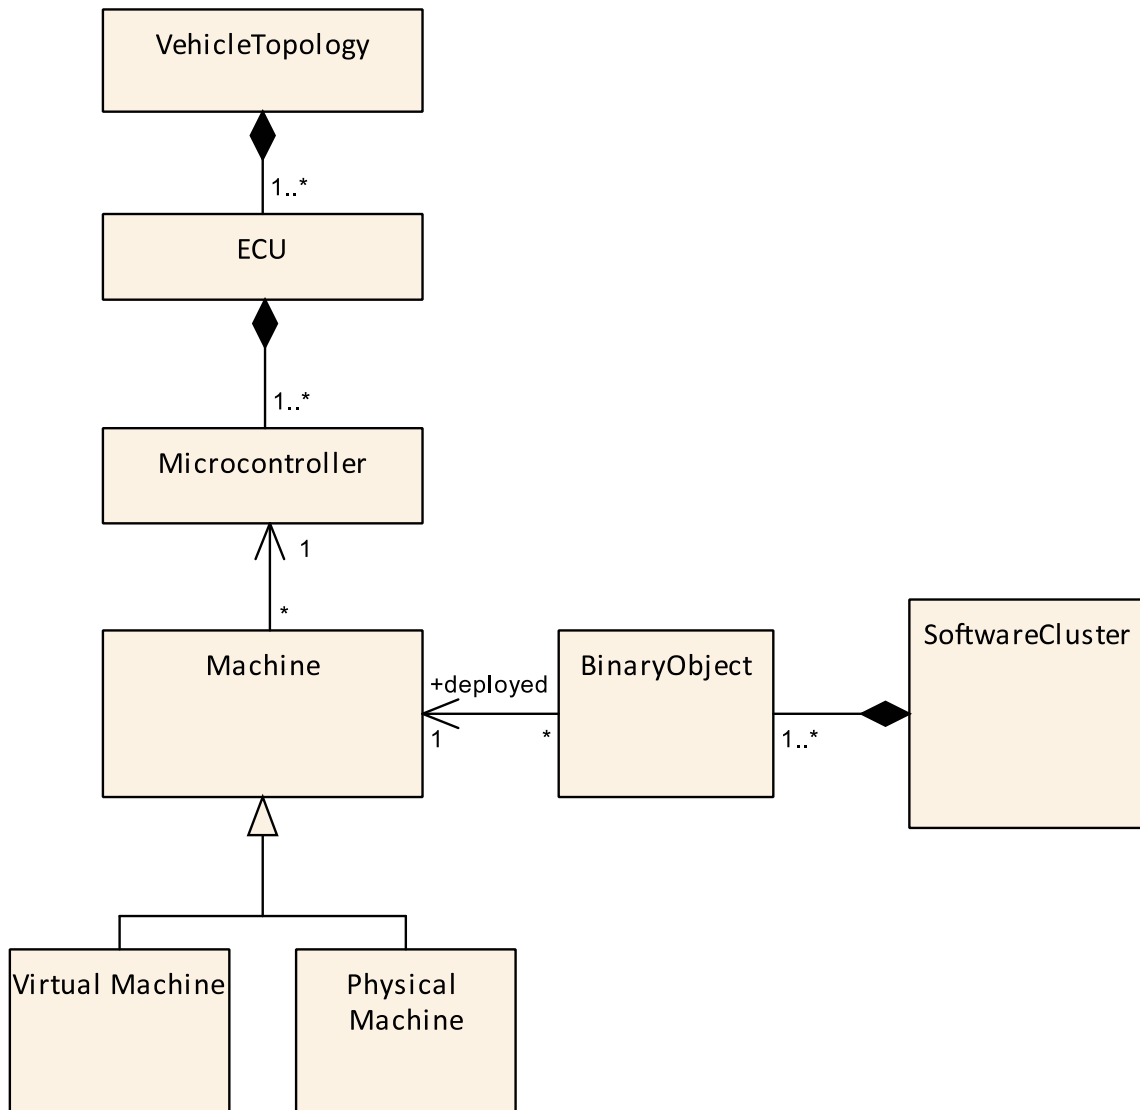 VehicleTopology
1..*
ECU
1..*
Microcontroller
1
*
Machine
+deployed
1
*
BinaryObject
1..*
SoftwareCluster
Virtual Machine
Physical
Machine